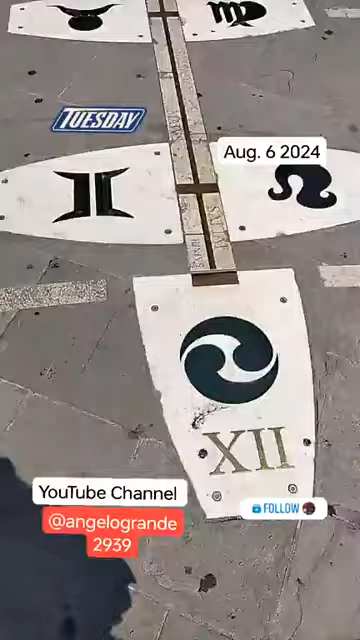 TUESDAY
Aug. 6 2024
XII
YouTube Channel
@angelogrande
2939
FOLLOW